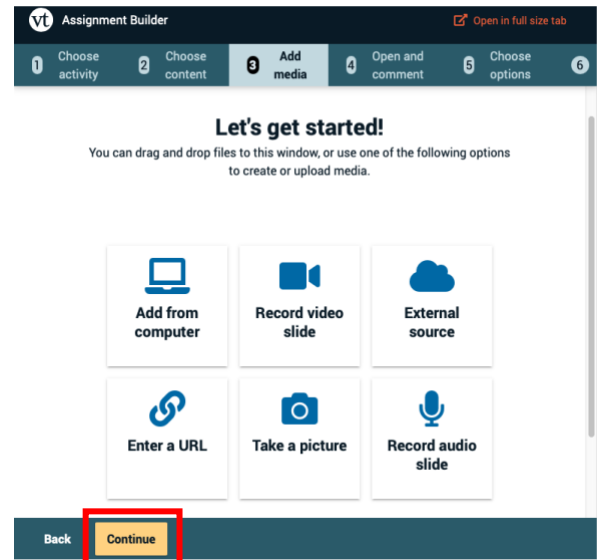 vt Assignment Builder
Open in full size tab
1 Choose activity
2 Choose content
3 Add media
4 Open and comment
5 Choose options
6
Let's get started!
You can drag and drop files to this window, or use one of the following options
to create or upload media.
Add from
computer
Record video
slide
External
source
Enter a URL
Take a picture
Record audio
slide
Back
Continue